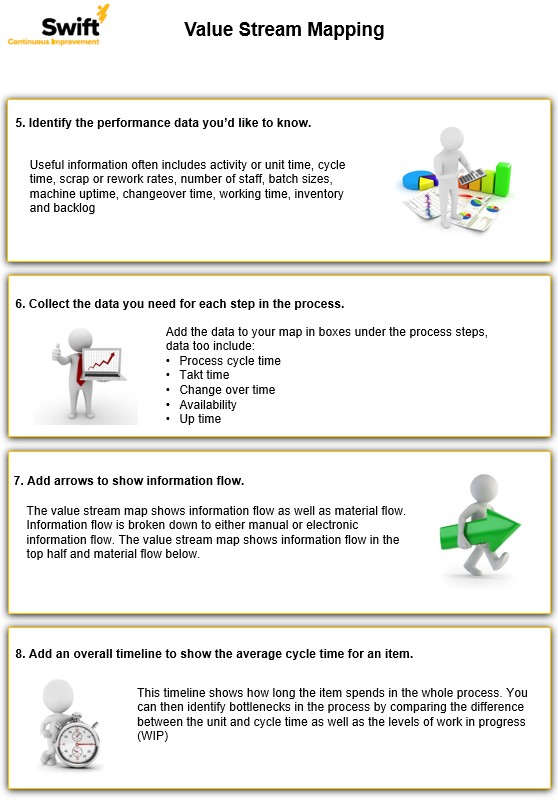 Swift
Continuous Improvement
Value Stream Mapping
5. Identify the performance data you’d like to know.
Useful information often includes activity or unit time, cycle
time, scrap or rework rates, number of staff, batch sizes,
machine uptime, changeover time, working time, inventory
and backlog
6. Collect the data you need for each step in the process.
Add the data to your map in boxes under the process steps,
data too include:
• Process cycle time
• Takt time
• Change over time
• Availability
• Up time
7. Add arrows to show information flow.
The value stream map shows information flow as well as material flow.
Information flow is broken down to either manual or electronic
information flow. The value stream map shows information flow in the
top half and material flow below.
8. Add an overall timeline to show the average cycle time for an item.
This timeline shows how long the item spends in the whole process. You
can then identify bottlenecks in the process by comparing the difference
between the unit and cycle time as well as the levels of work in progress
(WIP)